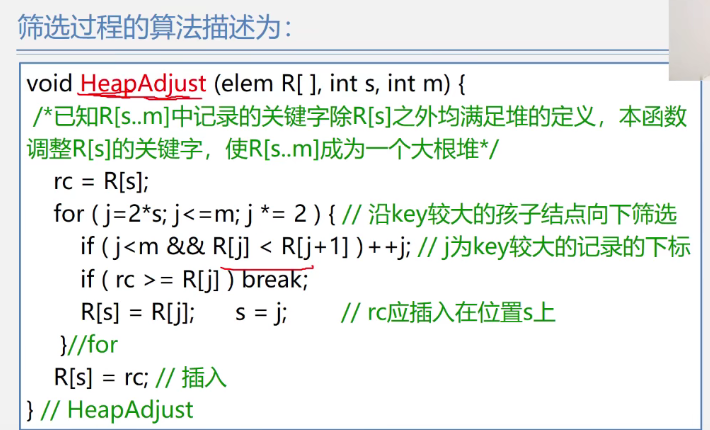 筛选过程的算法描述为：
void HeapAdjust (elem R[ ], int s, int m) {
/*已知R[s..m]中记录的关键字除R[s]之外均满足堆的定义，本函数
调整R[s]的关键字，使R[s..m]成为一个大根堆*/
rc = R[s];
for ( j=2*s; j<=m; j *= 2 ) { // 沿key较大的孩子结点向下筛选
if ( j<m && R[j] < R[j+1] ) ++j; // j为key较大的记录的下标
if ( rc >= R[j] ) break;
R[s] = R[j]; s = j; // rc应插入在位置s上
}//for
R[s] = rc; // 插入
} // HeapAdjust